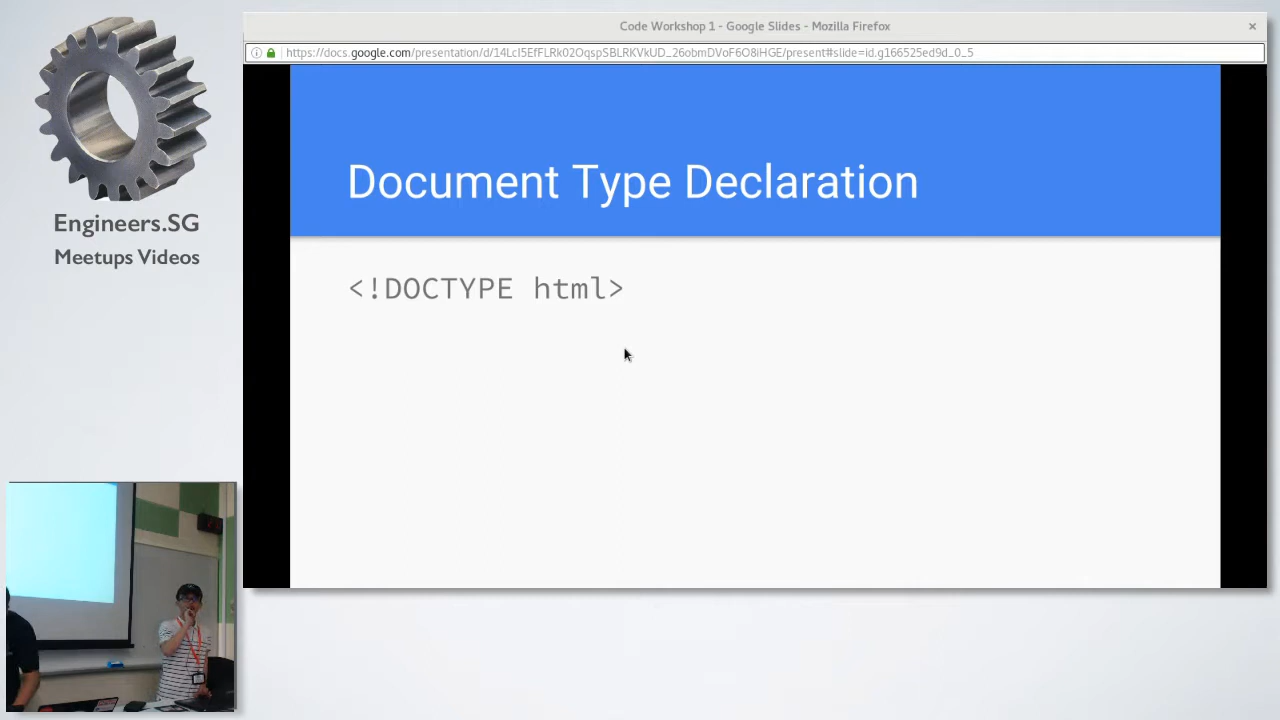 Code Workshop 1 - Google Slides - Mozilla Firefox
https://docs.google.com/presentation/d/14LcI5EfFLRk02OqspSBLRKVkUD_26obmDVoF6O8iHGE/present#slide=id.g166525ed9d_0_5
Engineers.SG
Meetups Videos
Document Type Declaration
<!DOCTYPE html>